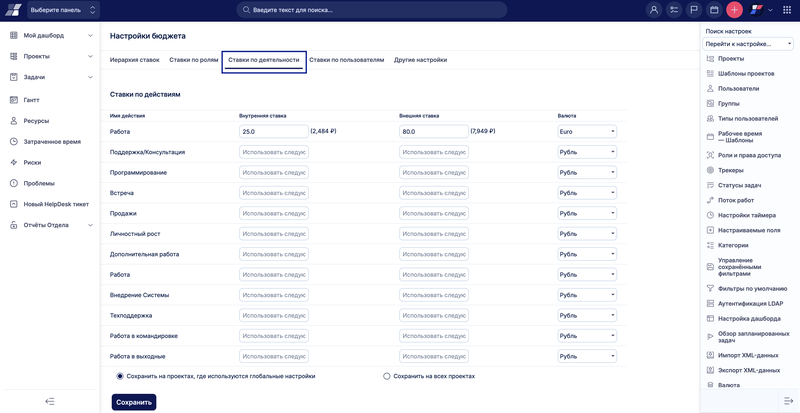 Выберите панель
Введите текст для поиска...
Мой дашборд
Проекты
Задачи
Гантт
Ресурсы
Затраченное время
Риски
Проблемы
Новый HelpDesk тикет
Отчёты Отдела
Настройки бюджета
Иерархия ставок
Ставки по ролям
Ставки по деятельности
Ставки по пользователям
Другие настройки
Ставки по действиям
Имя действия Внутренняя ставка Внешняя ставка Валюта
Работа 25.0 (2,484 ₽) 80.0 (7,949 ₽) Euro
Поддержка/Консультация Использовать следую Использовать следую Рубль
Программирование Использовать следую Использовать следую Рубль
Встреча Использовать следую Использовать следую Рубль
Продажи Использовать следую Использовать следую Рубль
Личностный рост Использовать следую Использовать следую Рубль
Дополнительная работа Использовать следую Использовать следую Рубль
Работа Использовать следую Использовать следую Рубль
Внедрение Системы Использовать следую Использовать следую Рубль
Техподдержка Использовать следую Использовать следую Рубль
Работа в командировке Использовать следую Использовать следую Рубль
Работа в выходные Использовать следую Использовать следую Рубль
Сохранить на проектах, где используются глобальные настройки
Сохранить на всех проектах
Сохранить
Поиск настроек
Перейти к настройке...
Проекты
Шаблоны проектов
Пользователи
Группы
Типы пользователей
Рабочее время
— Шаблоны
Роли и права доступа
Трекеры
Статусы задач
Поток работ
Настройки таймера
Настраиваемые поля
Категории
Управление
сохранёнными
фильтрами
Фильтры по умолчанию
Аутентификация LDAP
Настройка дашборда
Обзор запланированных
задач
Импорт XML-данных
Экспорт XML-данных
Валюта